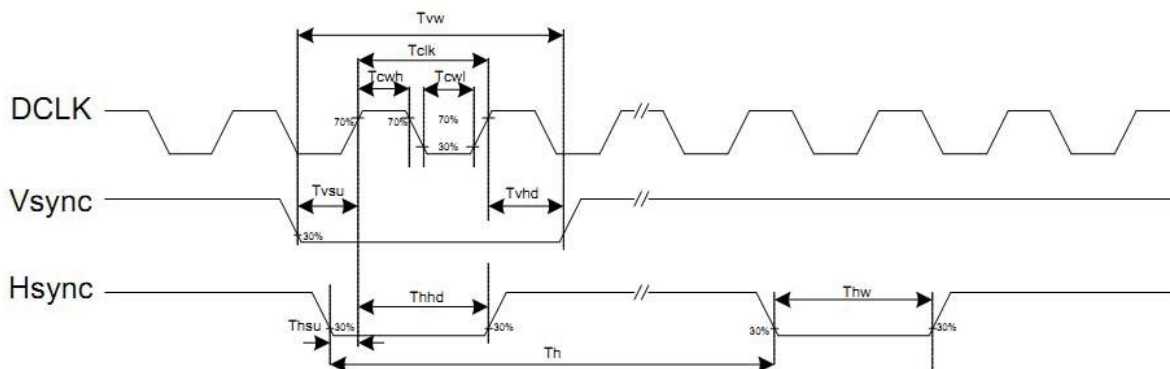 Tvw
Tclk
Tcwh Tcwl
DCLK
70% 70% 70%
30%
Vsync
Tvsu Tvhd
30%
Hsync
Thhd Thw
Thsu 30% 30% 30% 30%
Th